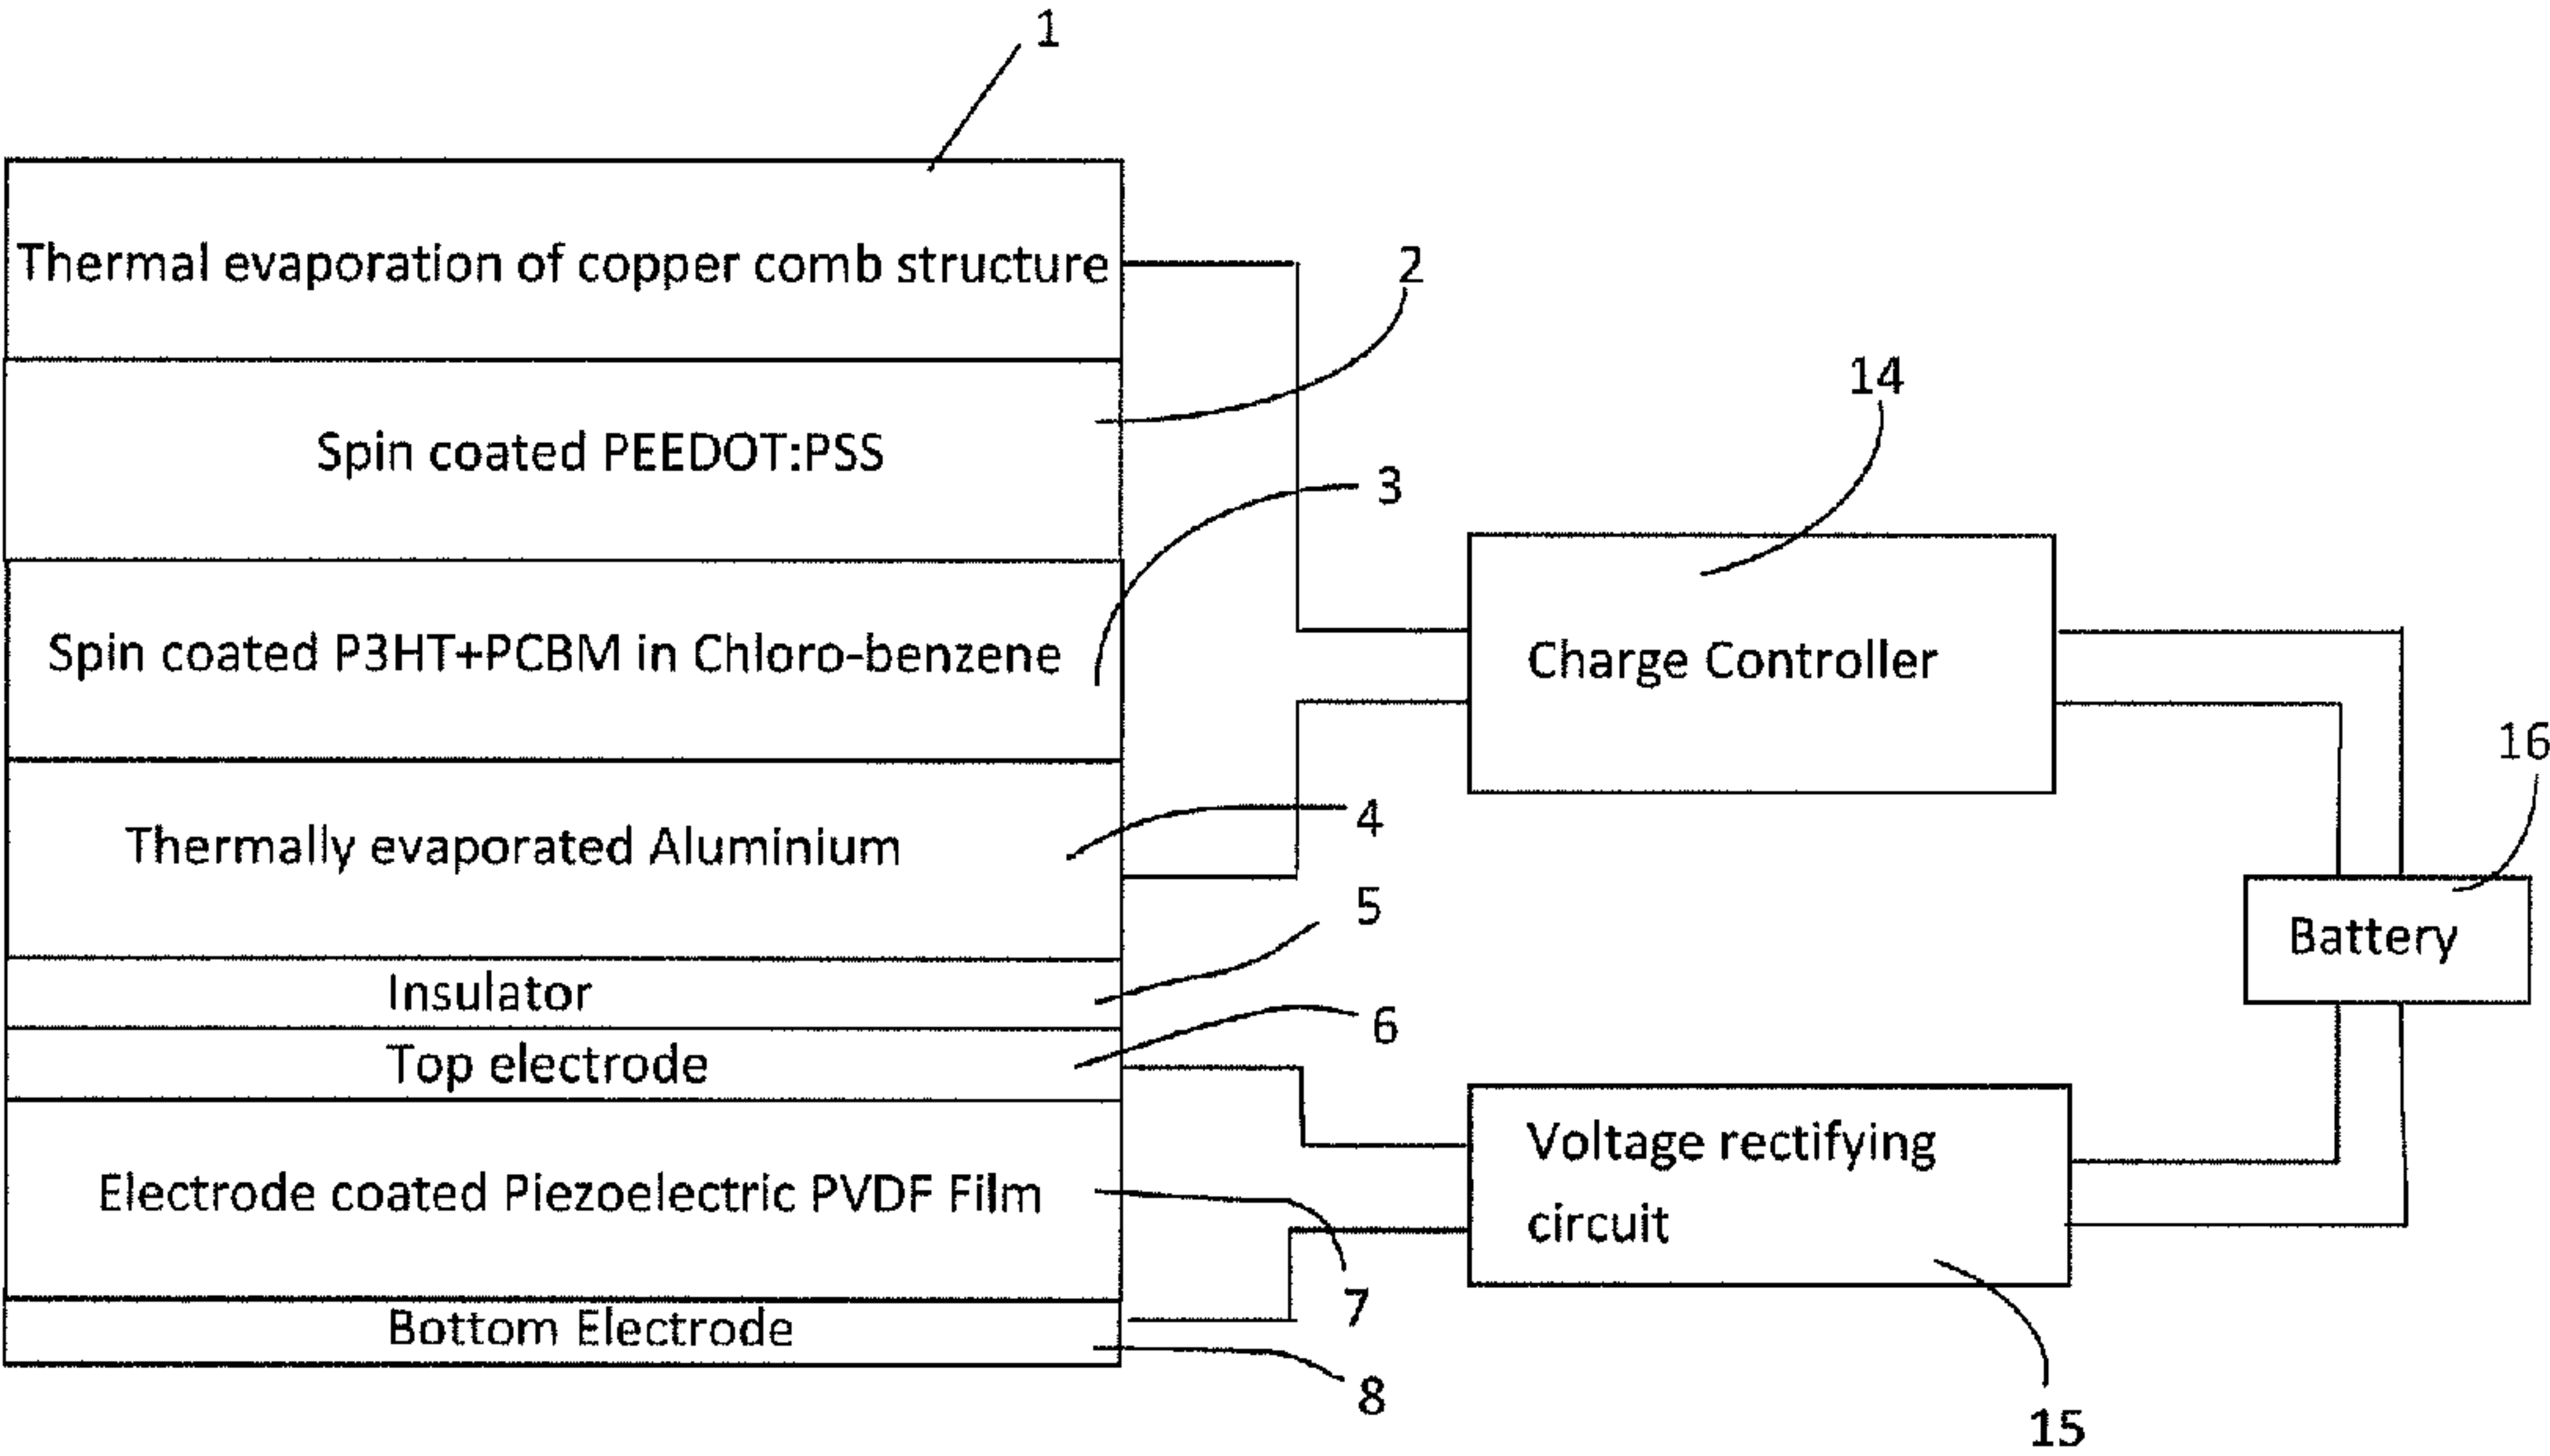 1
Thermal evaporation of copper comb structure
2
Spin coated PEEDOT:PSS
14
3
Spin coated P3HT+PCBM in Chloro-benzene
Charge Controller
16
4
Thermally evaporated Aluminium
5
Battery
Insulator
6
Top electrode
Voltage rectifying
circuit
Electrode coated Piezoelectric PVDF Film
7
Bottom Electrode
8
15